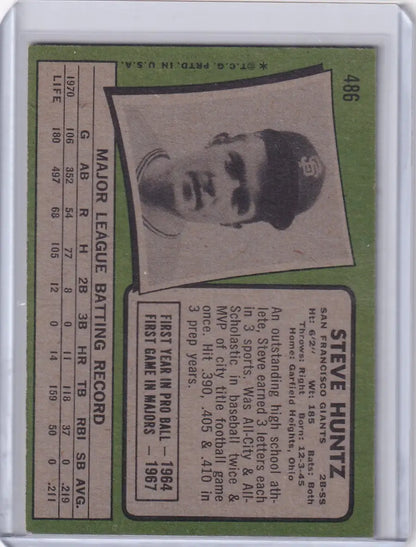 486
* ©T.C.G. PRTD. IN U.S.A.
STEVE HUNTZ
SAN FRANCISCO GIANTS 2B-SS
Ht: 6'2" Wt: 185 Bats: Both
Throws: Right Born: 12-3-45
Home: Garfield Heights, Ohio
An outstanding high school ath-
lete, Steve earned 3 letters each
in 3 sports. Was All-City & All-
Scholastic in baseball twice &
MVP of city title football game
once. Hit .390, .405 & .410 in
3 prep years.
FIRST YEAR IN PRO BALL — 1964
FIRST GAME IN MAJORS — 1967
MAJOR LEAGUE BATTING RECORD
G AB R H 2B 3B HR TB RBI SB AVG.
1970 106 352 54 77 8 0 11 118 37 0 .219
LIFE 180 497 68 105 12 0 14 159 50 0 .211
SF